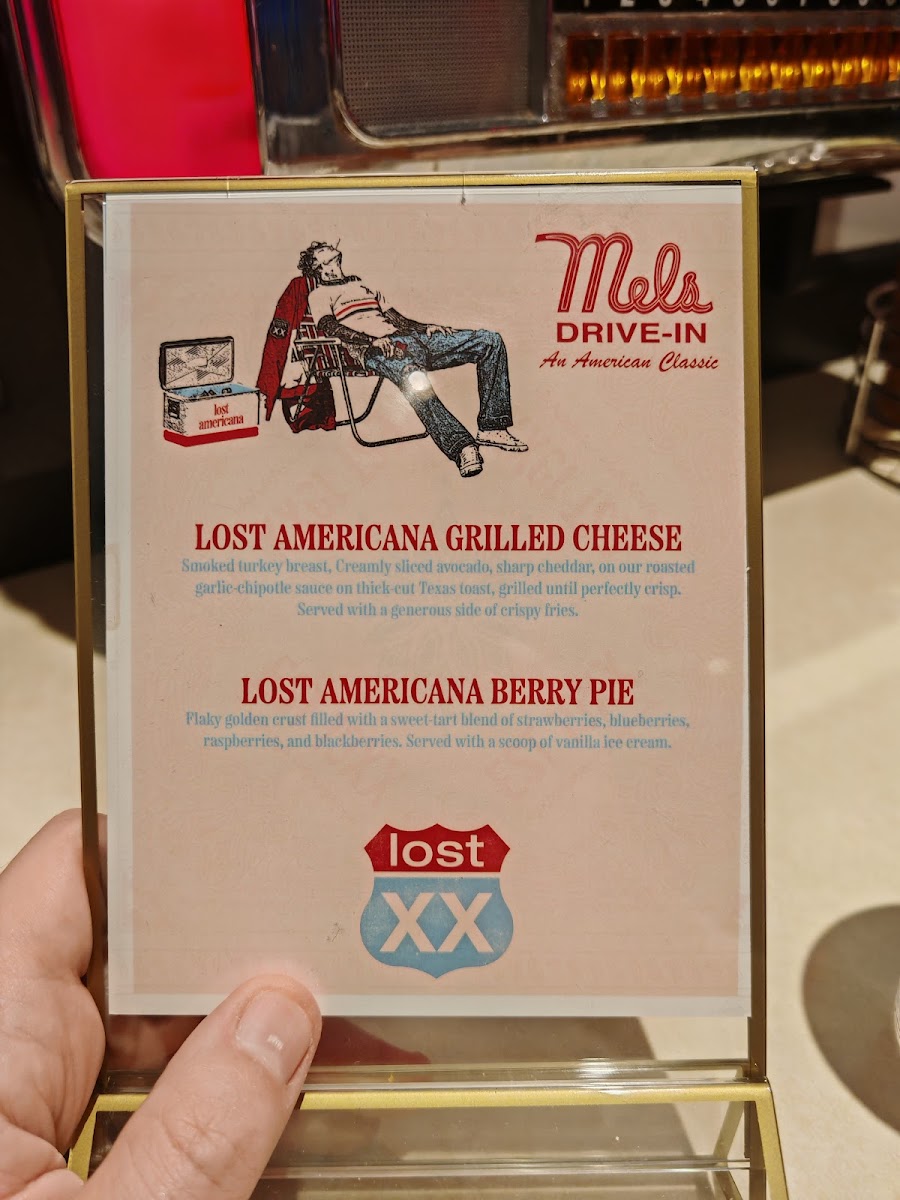 Mels
DRIVE-IN
An American Classic
lost
americana
XX
LOST AMERICANA GRILLED CHEESE
Smoked turkey breast, Creamly sliced avocado, sharp cheddar, on our roasted
garlic-chipotle sauce on thick-cut Texas toast, grilled until perfectly crisp.
Served with a generous side of crispy fries.
LOST AMERICANA BERRY PIE
Flaky golden crust filled with a sweet-tart blend of strawberries, blueberries,
raspberries, and blackberries. Served with a scoop of vanilla ice cream.
lost
XX